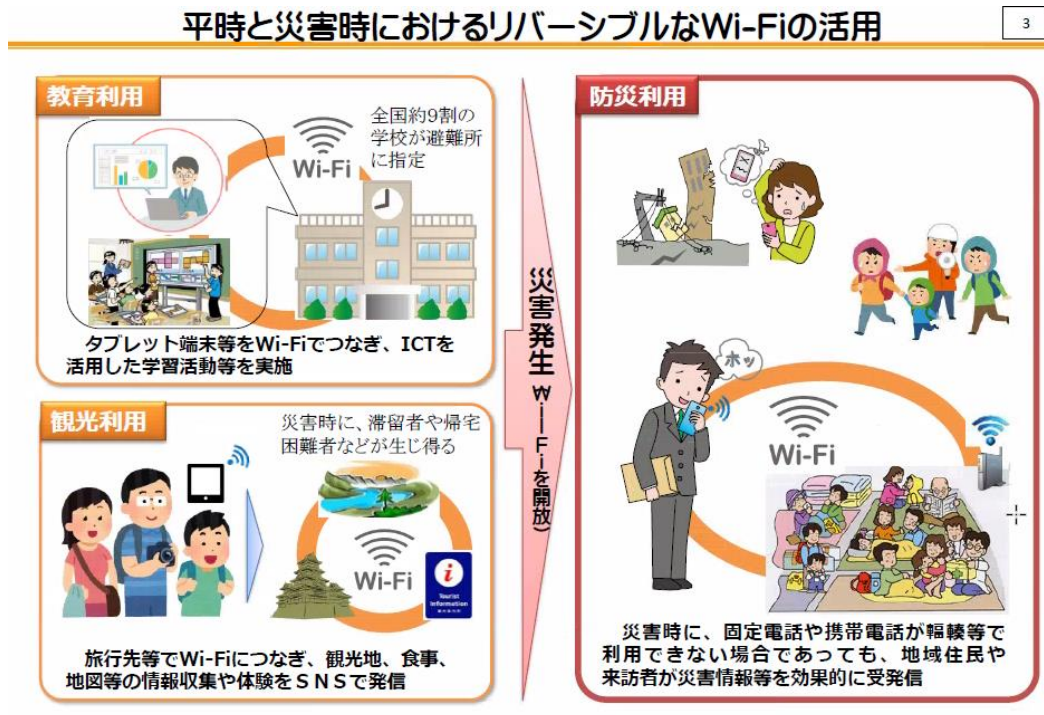 平時と災害時におけるリバーシブルなWi-Fiの活用
3
教育利用
全国約9割の
学校が避難所
に指定
Wi-Fi
タブレット端末等をWi-Fiでつなぎ、ICTを
活用した学習活動等を実施
観光利用
災害時に、滞留者や帰宅
困難者などが生じ得る
Wi-Fi
i
Tourist
Information
旅行先等でWi-Fiにつなぎ、観光地、食事、
地図等の情報収集や体験をSNSで発信
災害発生（Wi－Fiを開放）
防災利用
ホッ
Wi-Fi
災害時に、固定電話や携帯電話が輻輳等で
利用できない場合であっても、地域住民や
来訪者が災害情報等を効果的に受発信